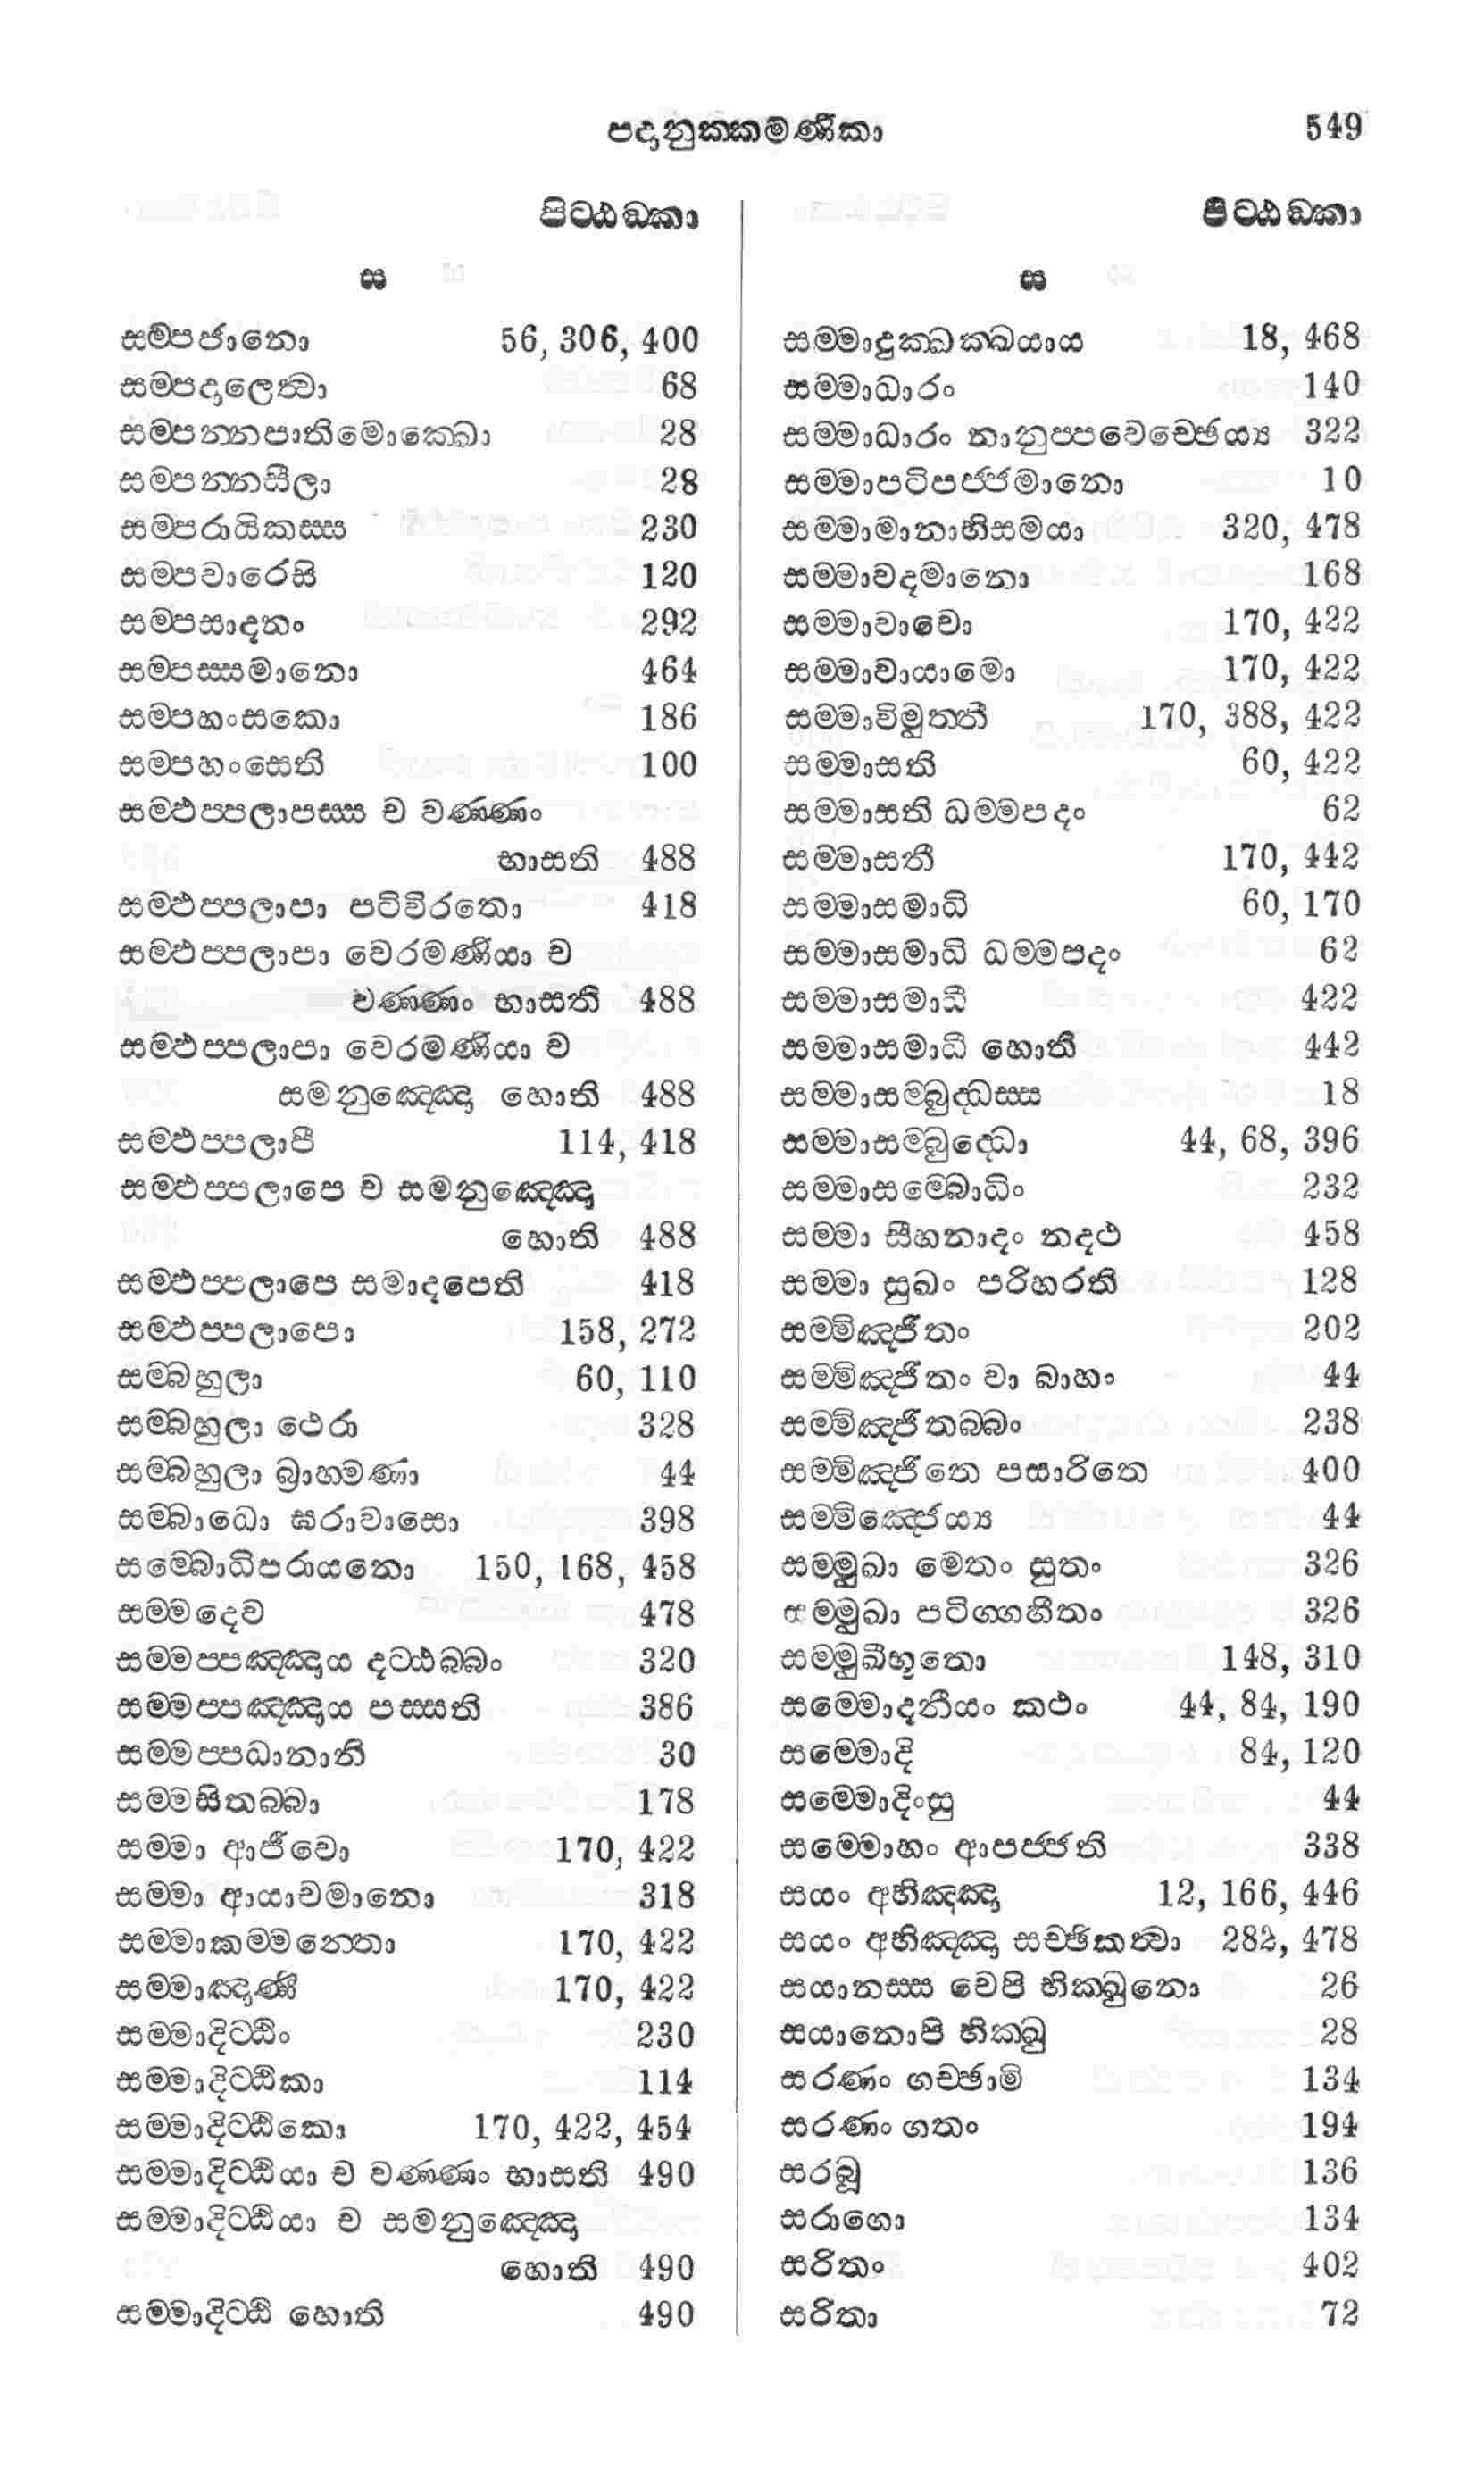 පදානුක්කමණිකා 549
පිට්ඨඞ්කා
ස
සම්පජානො 56, 306, 400
සම්පදාලෙත්‍වා 68
සම්පන්නපාතිමොක්ඛො 28
සම්පන්නසීලා 28
සම්පරායිකස්ස 230
සම්පවාරෙසි 120
සම්පසාදනං 292
සම්පස්සමානො 464
සම්පහංසකො 186
සම්පහංසෙති 100
සම්ඵප්පලාපස්ස ච වණ්ණං
භාසති 488
සම්ඵප්පලාපා පටිවිරතො 418
සම්ඵප්පලාපා වෙරමණියා ච
වණ්ණං භාසති 488
සම්ඵප්පලාපා වෙරමණියා ච
සමනුඤ්ඤො හොති 488
සම්ඵප්පලාපී 114, 418
සම්ඵප්පලාපෙ ච සමනුඤ්ඤො
හොති 488
සම්ඵප්පලාපෙ සමාදපෙති 418
සම්ඵප්පලාපො 158, 272
සම්බහුලා 60, 110
සම්බහුලා ථෙරා 328
සම්බහුලා බ්‍රාහ්මණා 44
සම්බාධො ඝරාවාසො 398
සම්බොධිපරායනො 150, 168, 458
සම්මදෙව 478
සම්මප්පඤ්ඤාය දට්ඨබ්බං 320
සම්මප්පඤ්ඤාය පස්සති 386
සම්මප්පධානානි 30
සම්මසිතබ්බා 178
සම්මා ආජීවො 170, 422
සම්මා ආයාචමානො 318
සම්මාකම්මන්තො 170, 422
සම්මාඤාණී 170, 422
සම්මාදිට්ඨිං 230
සම්මාදිට්ඨිකා 114
සම්මාදිට්ඨිකො 170, 422, 454
සම්මාදිට්ඨියා ච වණ්ණං භාසති 490
සම්මාදිට්ඨියා ච සමනුඤ්ඤො
හොති 490
සම්මාදිට්ඨි හොති 490
පිට්ඨඞ්කා
ස
සම්මාදුක්ඛක්ඛයාය 18, 468
සම්මාධාරං 140
සම්මාධාරං නානුප්පවෙච්ඡෙය්‍ය 322
සම්මාපටිපජ්ජමානො 10
සම්මාමානාභිසමයා 320, 478
සම්මාවදමානො 168
සම්මාවාචො 170, 422
සම්මාවායාමො 170, 422
සම්මාවිමුත්තී 170, 388, 422
සම්මාසති 60, 422
සම්මාසති ධම්මපදං 62
සම්මාසතී 170, 442
සම්මාසමාධි 60, 170
සම්මාසමාධි ධම්මපදං 62
සම්මාසමාධී 422
සම්මාසමාධී හොති 442
සම්මාසම්බුද්ධස්ස 18
සම්මාසම්බුද්ධො 44, 68, 396
සම්මාසම්බොධිං 232
සම්මා සීහනාදං නදථ 458
සම්මා සුඛං පරිහරති 128
සම්මිඤ්ජිතං 202
සම්මිඤ්ජිතං වා බාහං 44
සම්මිඤ්ජිතබ්බං 238
සම්මිඤ්ජිතෙ පසාරිතෙ 400
සම්මිඤ්ජෙය්‍ය 44
සම්මුඛා මෙතං සුතං 326
සම්මුඛා පටිග්ගහීතං 326
සම්මුඛීභූතො 148, 310
සම්මොදනීයං කථං 44, 84, 190
සම්මොදි 84, 120
සම්මොදිංසු 44
සම්මොහං ආපජ්ජති 338
සයං අභිඤ්ඤා 12, 166, 446
සයං අභිඤ්ඤා සච්ඡිකත්‍වා 282, 478
සයානස්ස චෙපි භික්ඛුනො 26
සයානොපි භික්ඛු 28
සරණං ගච්ඡාමි 134
සරණං ගතං 194
සරබූ 136
සරාගො 134
සරිතං 402
සරිතා 72